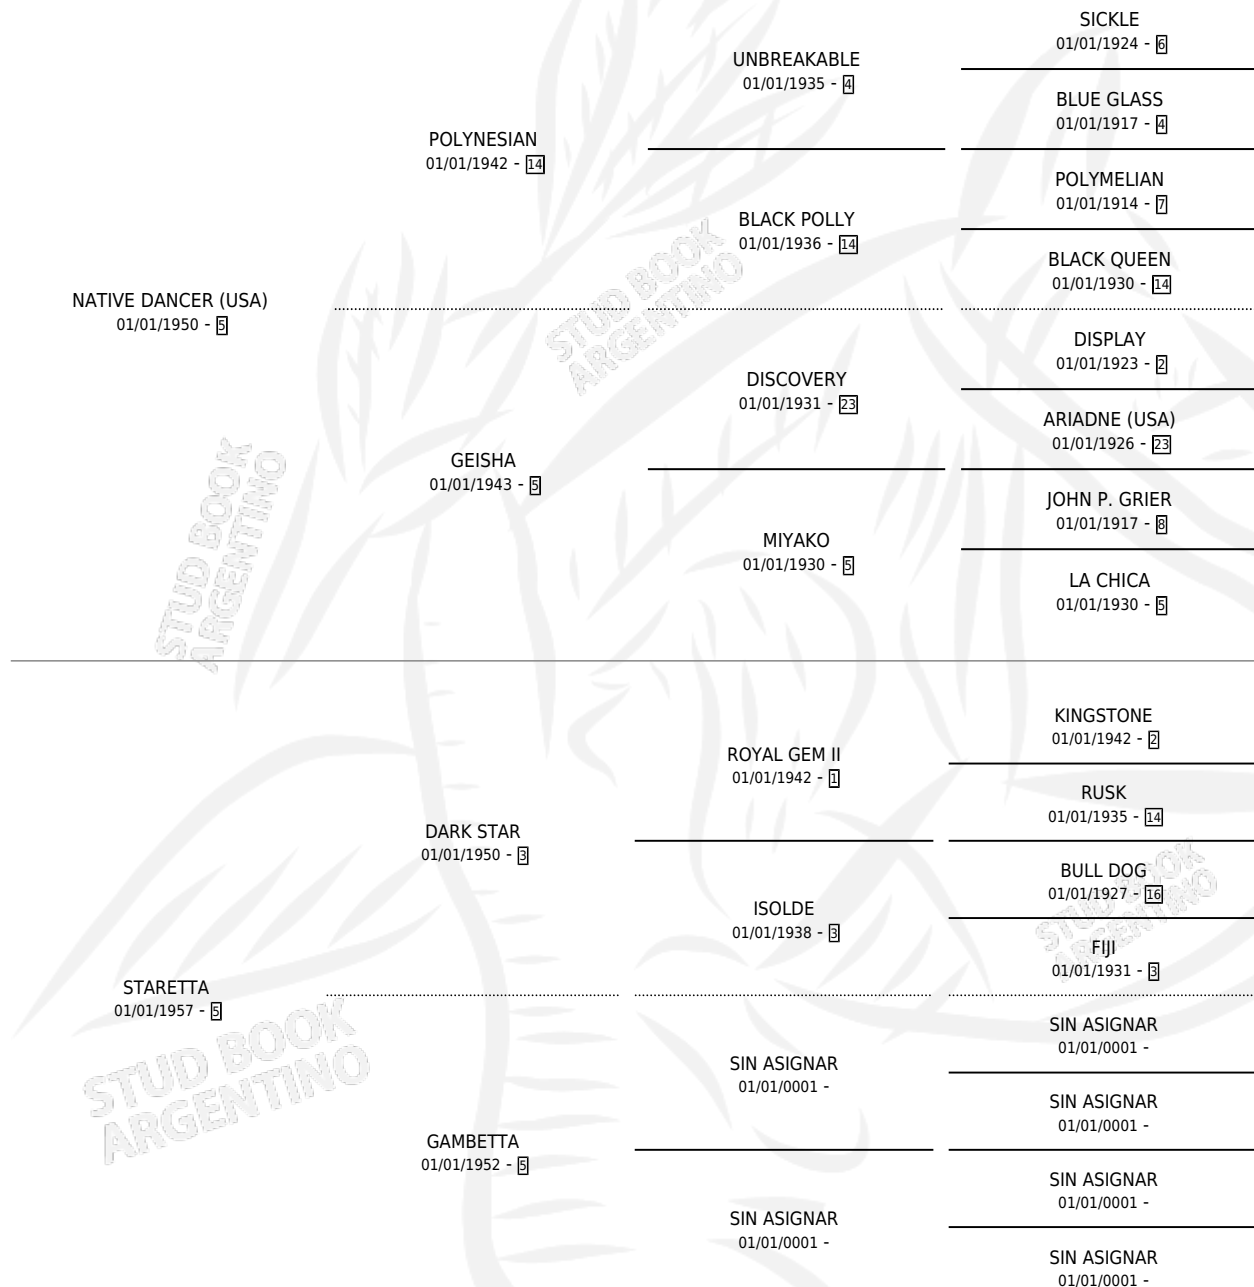 SICKLE
01/01/1924 - 6
UNBREAKABLE
01/01/1935 - 4
BLUE GLASS
01/01/1917 - 4
POLYNESIAN
01/01/1942 - 14
POLYMELIAN
01/01/1914 - 7
BLACK POLLY
01/01/1936 - 14
BLACK QUEEN
01/01/1930 - 14
NATIVE DANCER (USA)
01/01/1950 - 5
DISPLAY
01/01/1923 - 2
DISCOVERY
01/01/1931 - 23
ARIADNE (USA)
01/01/1926 - 23
GEISHA
01/01/1943 - 5
JOHN P. GRIER
01/01/1917 - 8
MIYAKO
01/01/1930 - 5
LA CHICA
01/01/1930 - 5
STUD BOOK
ARGENTINO
STUD BOOK
ARGENTINO
KINGSTONE
01/01/1942 - 2
ROYAL GEM II
01/01/1942 - 1
RUSK
01/01/1935 - 14
DARK STAR
01/01/1950 - 3
BULL DOG
01/01/1927 - 16
ISOLDE
01/01/1938 - 3
FIJI
01/01/1931 - 3
STARETTA
01/01/1957 - 5
SIN ASIGNAR
01/01/0001 -
SIN ASIGNAR
01/01/0001 -
SIN ASIGNAR
01/01/0001 -
GAMBETTA
01/01/1952 - 5
SIN ASIGNAR
01/01/0001 -
SIN ASIGNAR
01/01/0001 -
SIN ASIGNAR
01/01/0001 -
STUD BOOK
ARGENTINO
STUD BOOK
ARGENTINO